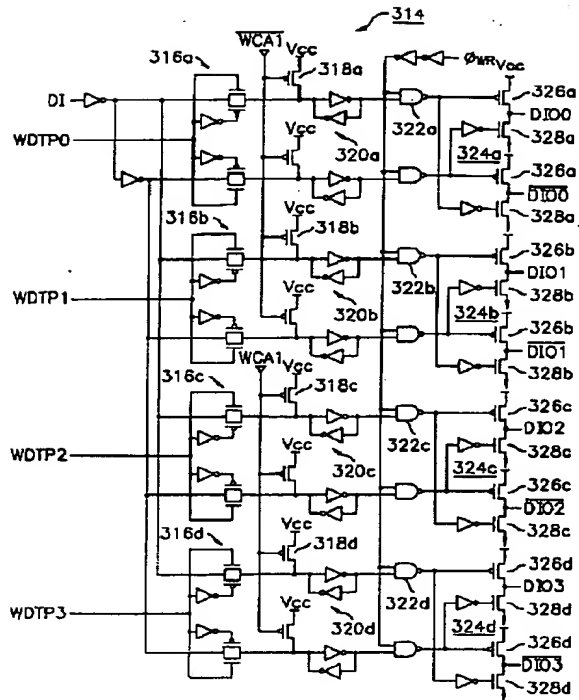 314
316a
WCA1
VCC
318a
ØWR
VCC
326a
DI
DIO0
322a
328a
WDTP0
VCC
320a
324a
326a
DIO0
328a
316b
VCC
318b
326b
DIO1
322b
328b
WDTP1
VCC
320b
324b
326b
DIO1
328b
316c
WCA1
VCC
318c
326c
DIO2
322c
328c
WDTP2
VCC
324c
326c
320c
DIO2
328c
316d
VCC
318d
326d
DIO3
322d
328d
WDTP3
VCC
320d
324d
326d
DIO3
328d